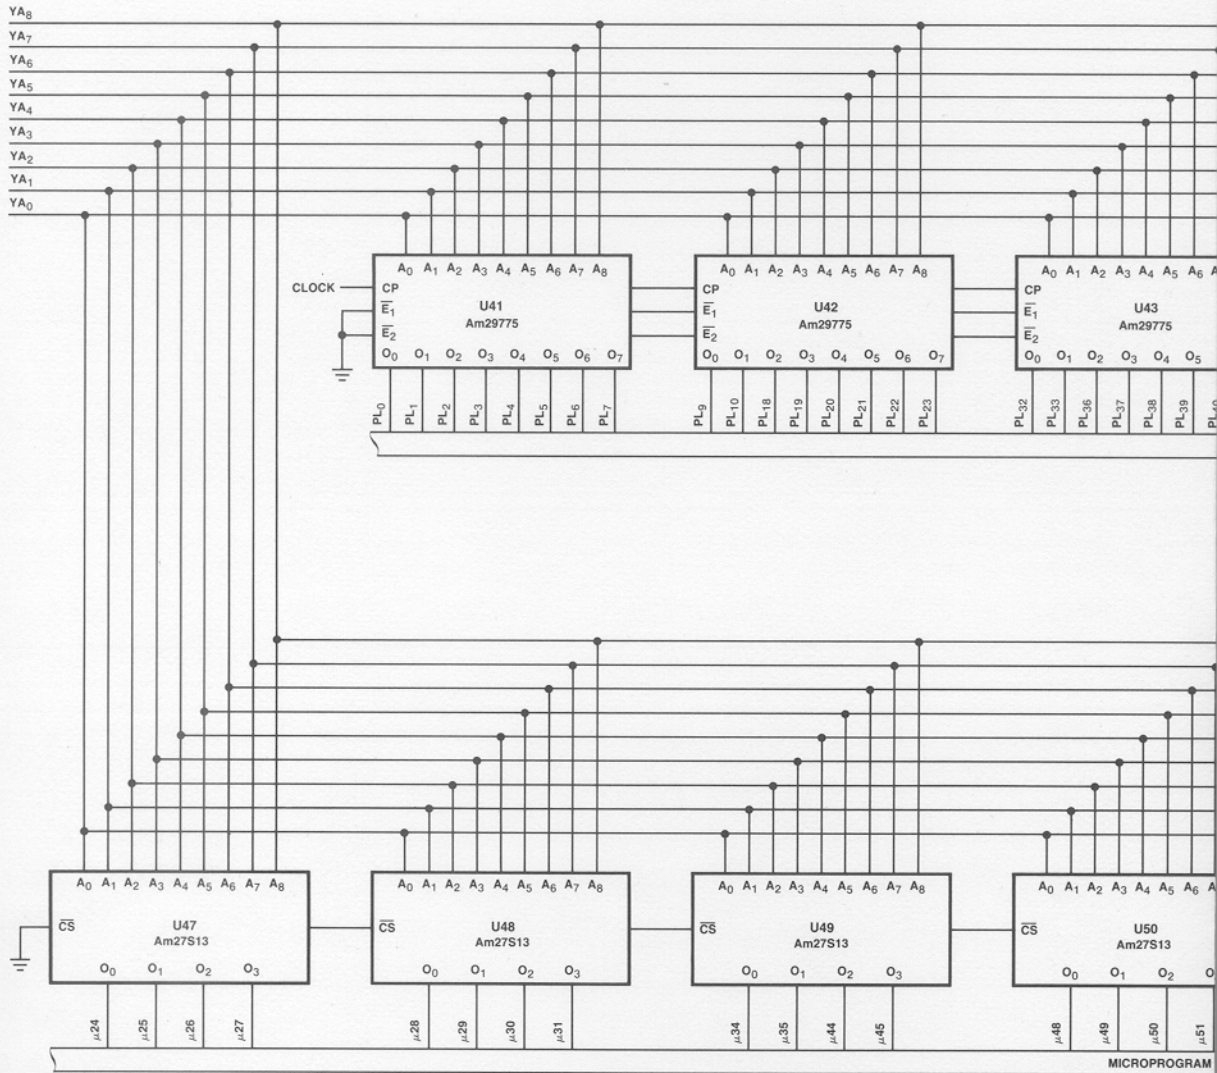 YA8
YA7
YA6
YA5
YA4
YA3
YA2
YA1
YA0
A0 A1 A2 A3 A4 A5 A6 A7 A8
CLOCK CP
E1
E2
U41
Am29775
O0 O1 O2 O3 O4 O5 O6 O7
PL0 PL1 PL2 PL3 PL4 PL5 PL6 PL7
A0 A1 A2 A3 A4 A5 A6 A7 A8
CP
E1
E2
U42
Am29775
O0 O1 O2 O3 O4 O5 O6 O7
PL9 PL10 PL18 PL19 PL20 PL21 PL22 PL23
A0 A1 A2 A3 A4 A5 A6
CP
E1
E2
U43
Am29775
O0 O1 O2 O3 O4 O5
PL32 PL33 PL36 PL37 PL38 PL39 PL40
A0 A1 A2 A3 A4 A5 A6 A7 A8
CS
U47
Am27S13
O0 O1 O2 O3
μ24 μ25 μ26 μ27
A0 A1 A2 A3 A4 A5 A6 A7 A8
CS
U48
Am27S13
O0 O1 O2 O3
μ28 μ29 μ30 μ31
A0 A1 A2 A3 A4 A5 A6 A7 A8
CS
U49
Am27S13
O0 O1 O2 O3
μ34 μ35 μ44 μ45
A0 A1 A2 A3 A4 A5 A6
CS
U50
Am27S13
O0 O1 O2
μ48 μ49 μ50 μ51
MICROPROGRAM